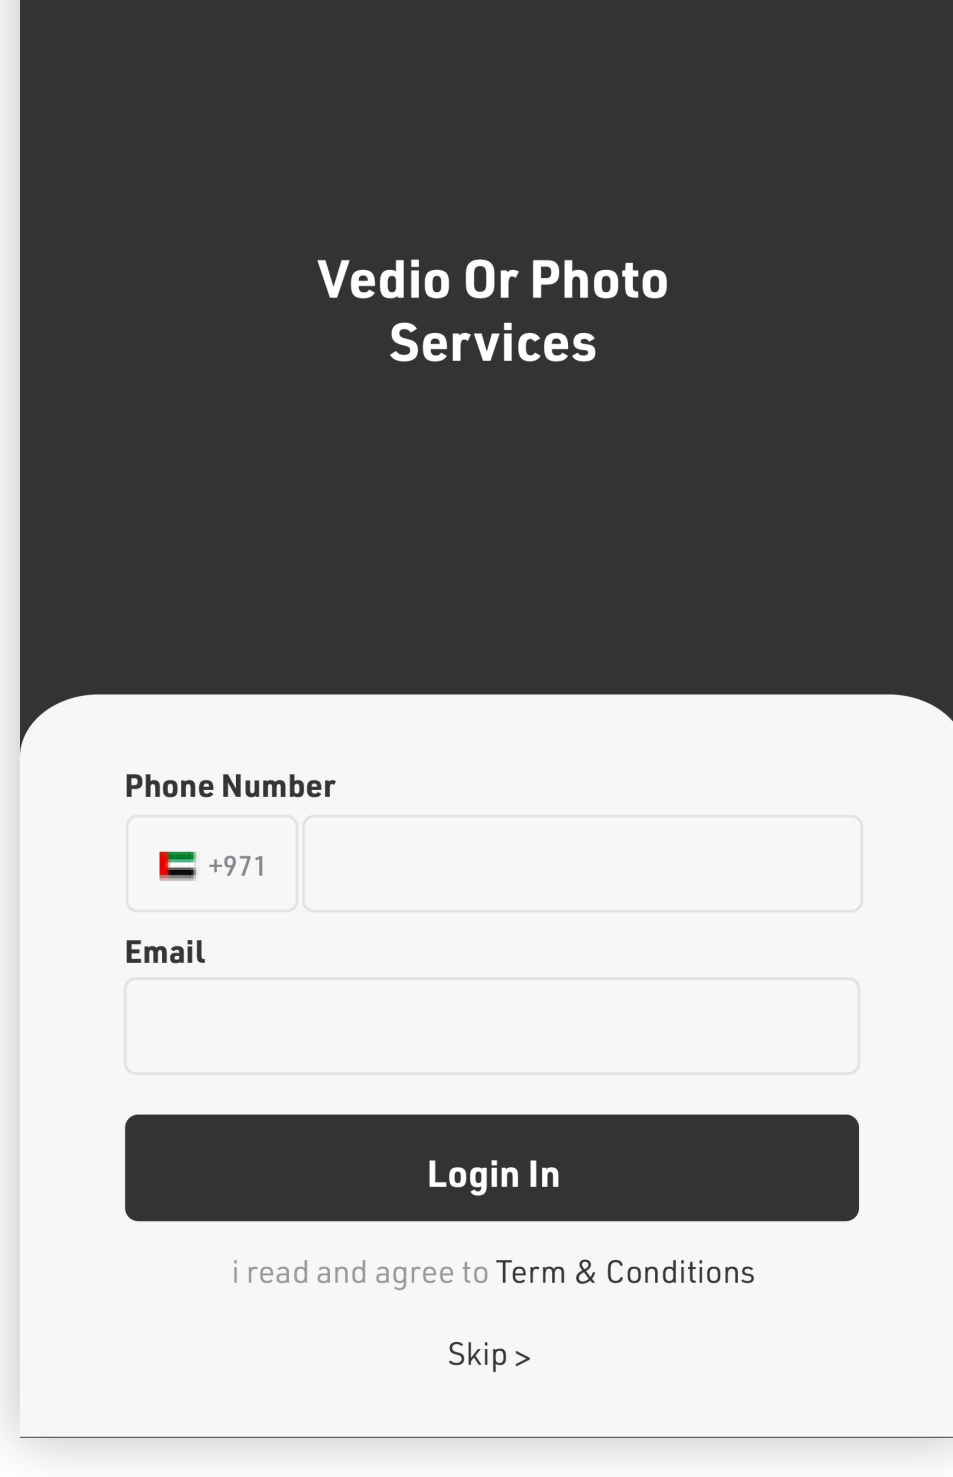 Vedio Or Photo
Services
Phone Number
+971
Email
Login In
i read and agree to Term & Conditions
Skip >